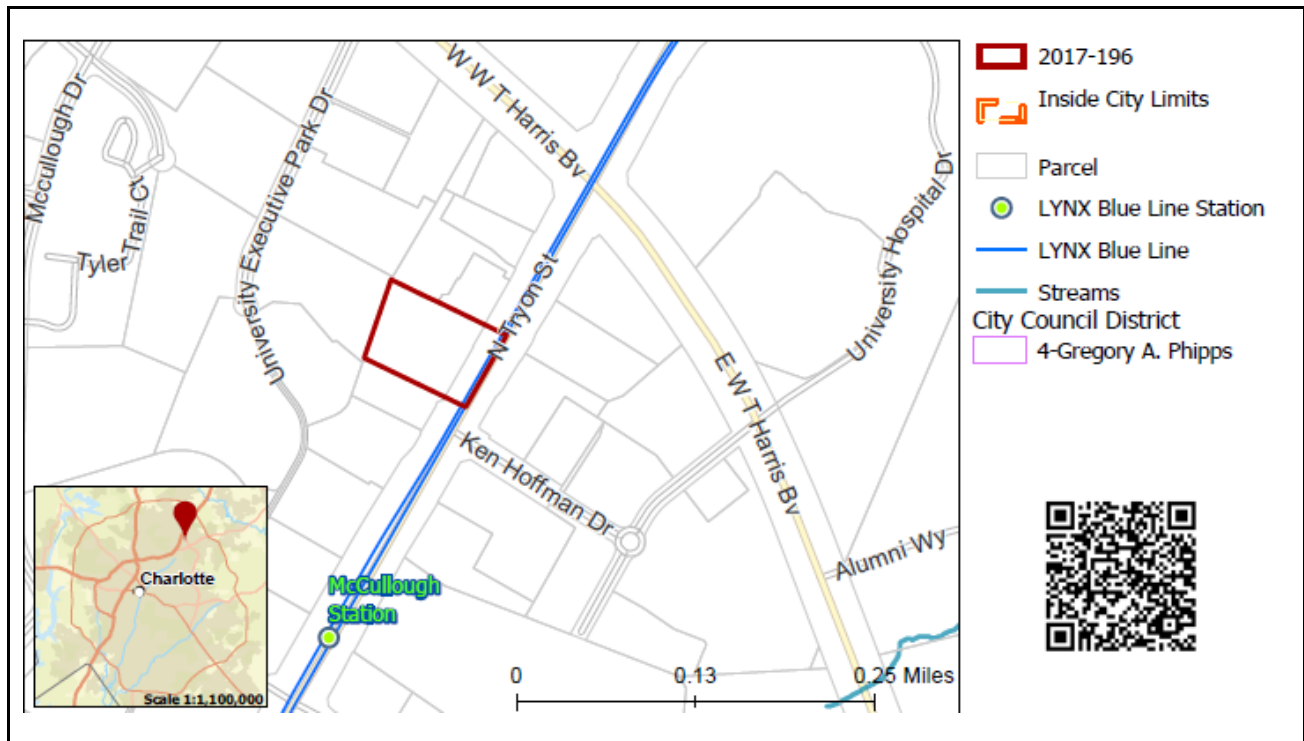 W W T Harris Bv
Mccullough Dr
University Executive Park Dr
Tyler Trail Ct
N Tryon St
University Hospital Dr
E W T Harris Bv
Ken Hoffman Dr
Alumni Wy
McCullough
Station
Charlotte
Scale 1:1,100,000
0 0.13 0.25 Miles
2017-196
Inside City Limits
Parcel
LYNX Blue Line Station
LYNX Blue Line
Streams
City Council District
4-Gregory A. Phipps